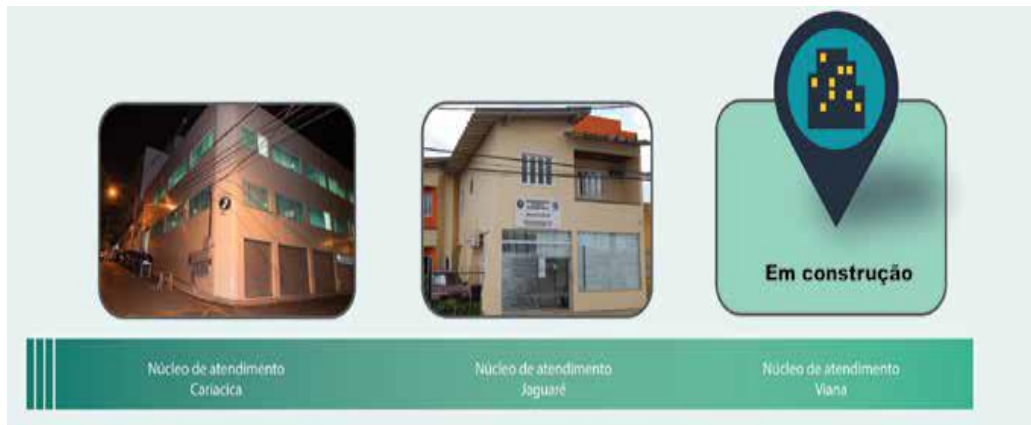 Em construção
Núcleo de atendimento
Cariacica
Núcleo de atendimento
Jaguaré
Núcleo de atendimento
Viana